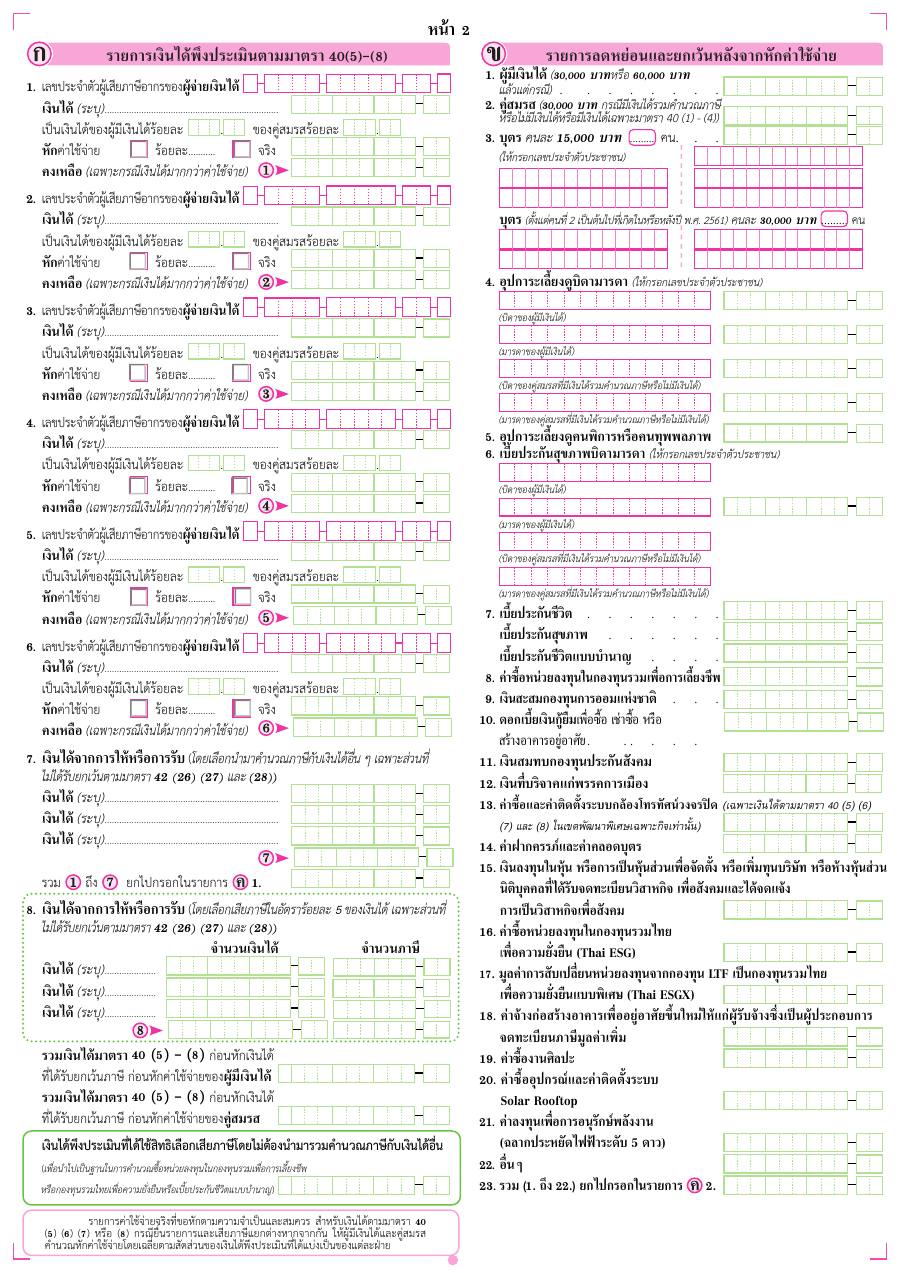 หน้า 2
ก รายการเงินได้พึงประเมินตามมาตรา 40(5)-(8)
1. เลขประจำตัวผู้เสียภาษีอากรของผู้จ่ายเงินได้
เงินได้ (ระบุ)
เป็นเงินได้ของผู้มีเงินได้ร้อยละ . ของคู่สมรสร้อยละ .
หักค่าใช้จ่าย ร้อยละ.......... จริง
คงเหลือ (เฉพาะกรณีเงินได้มากกว่าค่าใช้จ่าย) 1
2. เลขประจำตัวผู้เสียภาษีอากรของผู้จ่ายเงินได้
เงินได้ (ระบุ)
เป็นเงินได้ของผู้มีเงินได้ร้อยละ . ของคู่สมรสร้อยละ .
หักค่าใช้จ่าย ร้อยละ.......... จริง
คงเหลือ (เฉพาะกรณีเงินได้มากกว่าค่าใช้จ่าย) 2
3. เลขประจำตัวผู้เสียภาษีอากรของผู้จ่ายเงินได้
เงินได้ (ระบุ)
เป็นเงินได้ของผู้มีเงินได้ร้อยละ . ของคู่สมรสร้อยละ .
หักค่าใช้จ่าย ร้อยละ.......... จริง
คงเหลือ (เฉพาะกรณีเงินได้มากกว่าค่าใช้จ่าย) 3
4. เลขประจำตัวผู้เสียภาษีอากรของผู้จ่ายเงินได้
เงินได้ (ระบุ)
เป็นเงินได้ของผู้มีเงินได้ร้อยละ . ของคู่สมรสร้อยละ .
หักค่าใช้จ่าย ร้อยละ.......... จริง
คงเหลือ (เฉพาะกรณีเงินได้มากกว่าค่าใช้จ่าย) 4
5. เลขประจำตัวผู้เสียภาษีอากรของผู้จ่ายเงินได้
เงินได้ (ระบุ)
เป็นเงินได้ของผู้มีเงินได้ร้อยละ . ของคู่สมรสร้อยละ .
หักค่าใช้จ่าย ร้อยละ.......... จริง
คงเหลือ (เฉพาะกรณีเงินได้มากกว่าค่าใช้จ่าย) 5
6. เลขประจำตัวผู้เสียภาษีอากรของผู้จ่ายเงินได้
เงินได้ (ระบุ)
เป็นเงินได้ของผู้มีเงินได้ร้อยละ . ของคู่สมรสร้อยละ .
หักค่าใช้จ่าย ร้อยละ.......... จริง
คงเหลือ (เฉพาะกรณีเงินได้มากกว่าค่าใช้จ่าย) 6
7. เงินได้จากการให้หรือการรับ (โดยเลือกนำมาคำนวณภาษีกับเงินได้อื่น ๆ เฉพาะส่วนที่
ไม่ได้รับยกเว้นตามมาตรา 42 (26) (27) และ (28))
เงินได้ (ระบุ)
เงินได้ (ระบุ)
เงินได้ (ระบุ)
7
รวม 1 ถึง 7 ยกไปกรอกในรายการ ค 1.
8. เงินได้จากการให้หรือการรับ (โดยเลือกเสียภาษีในอัตราร้อยละ 5 ของเงินได้ เฉพาะส่วนที่
ไม่ได้รับยกเว้นตามมาตรา 42 (26) (27) และ (28))
จำนวนเงินได้ จำนวนภาษี
เงินได้ (ระบุ)
เงินได้ (ระบุ)
เงินได้ (ระบุ)
8
รวมเงินได้มาตรา 40 (5) - (8) ก่อนหักเงินได้
ที่ได้รับยกเว้นภาษี ก่อนหักค่าใช้จ่ายของผู้มีเงินได้
รวมเงินได้มาตรา 40 (5) - (8) ก่อนหักเงินได้
ที่ได้รับยกเว้นภาษี ก่อนหักค่าใช้จ่ายของคู่สมรส
เงินได้พึงประเมินที่ได้ใช้สิทธิเลือกเสียภาษีโดยไม่ต้องนำมารวมคำนวณภาษีกับเงินได้อื่น
(เพื่อนำไปเป็นฐานในการคำนวณซื้อหน่วยลงทุนในกองทุนรวมเพื่อการเลี้ยงชีพ
หรือกองทุนรวมไทยเพื่อความยั่งยืนหรือเบี้ยประกันชีวิตแบบบำนาญ)
รายการค่าใช้จ่ายจริงที่ขอหักตามความจำเป็นและสมควร สำหรับเงินได้ตามมาตรา 40
(5) (6) (7) หรือ (8) กรณียื่นรายการและเสียภาษีแยกต่างหากจากกัน ให้ผู้มีเงินได้และคู่สมรส
คำนวณหักค่าใช้จ่ายโดยเฉลี่ยตามสัดส่วนของเงินได้พึงประเมินที่ได้แบ่งเป็นของแต่ละฝ่าย
ข รายการลดหย่อนและยกเว้นหลังจากหักค่าใช้จ่าย
1. ผู้มีเงินได้ (30,000 บาทหรือ 60,000 บาท
แล้วแต่กรณี)
2. คู่สมรส (30,000 บาท กรณีมีเงินได้รวมคำนวณภาษี
หรือไม่มีเงินได้หรือมีเงินได้เฉพาะมาตรา 40 (1) - (4))
3. บุตร คนละ 15,000 บาท ........ คน
(ให้กรอกเลขประจำตัวประชาชน)
บุตร (ตั้งแต่คนที่ 2 เป็นต้นไปที่เกิดในหรือหลังปี พ.ศ. 2561) คนละ 30,000 บาท ........ คน
4. อุปการะเลี้ยงดูบิดามารดา (ให้กรอกเลขประจำตัวประชาชน)
(บิดาของผู้มีเงินได้)
(มารดาของผู้มีเงินได้)
(บิดาของคู่สมรสที่มีเงินได้รวมคำนวณภาษีหรือไม่มีเงินได้)
(มารดาของคู่สมรสที่มีเงินได้รวมคำนวณภาษีหรือไม่มีเงินได้)
5. อุปการะเลี้ยงดูคนพิการหรือคนทุพพลภาพ
6. เบี้ยประกันสุขภาพบิดามารดา (ให้กรอกเลขประจำตัวประชาชน)
(บิดาของผู้มีเงินได้)
(มารดาของผู้มีเงินได้)
(บิดาของคู่สมรสที่มีเงินได้รวมคำนวณภาษีหรือไม่มีเงินได้)
(มารดาของคู่สมรสที่มีเงินได้รวมคำนวณภาษีหรือไม่มีเงินได้)
7. เบี้ยประกันชีวิต
เบี้ยประกันสุขภาพ
เบี้ยประกันชีวิตแบบบำนาญ
8. ค่าซื้อหน่วยลงทุนในกองทุนรวมเพื่อการเลี้ยงชีพ
9. เงินสะสมกองทุนการออมแห่งชาติ
10. ดอกเบี้ยเงินกู้ยืมเพื่อซื้อ เช่าซื้อ หรือ
สร้างอาคารอยู่อาศัย
11. เงินสมทบกองทุนประกันสังคม
12. เงินที่บริจาคแก่พรรคการเมือง
13. ค่าซื้อและค่าติดตั้งระบบกล้องโทรทัศน์วงจรปิด (เฉพาะเงินได้ตามมาตรา 40 (5) (6)
(7) และ (8) ในเขตพัฒนาพิเศษเฉพาะกิจเท่านั้น)
14. ค่าฝากครรภ์และค่าคลอดบุตร
15. เงินลงทุนในหุ้น หรือการเป็นหุ้นส่วนเพื่อจัดตั้ง หรือเพิ่มทุนบริษัท หรือห้างหุ้นส่วน
นิติบุคคลที่ได้รับจดทะเบียนวิสาหกิจ เพื่อสังคมและได้จดแจ้ง
การเป็นวิสาหกิจเพื่อสังคม
16. ค่าซื้อหน่วยลงทุนในกองทุนรวมไทย
เพื่อความยั่งยืน (Thai ESG)
17. มูลค่าการสับเปลี่ยนหน่วยลงทุนจากกองทุน LTF เป็นกองทุนรวมไทย
เพื่อความยั่งยืนแบบพิเศษ (Thai ESGX)
18. ค่าจ้างก่อสร้างอาคารเพื่ออยู่อาศัยขึ้นใหม่ให้แก่ผู้รับจ้างซึ่งเป็นผู้ประกอบการ
จดทะเบียนภาษีมูลค่าเพิ่ม
19. ค่าซื้องานศิลปะ
20. ค่าซื้ออุปกรณ์และค่าติดตั้งระบบ
Solar Rooftop
21. ค่าลงทุนเพื่อการอนุรักษ์พลังงาน
(ฉลากประหยัดไฟฟ้าระดับ 5 ดาว)
22. อื่น ๆ
23. รวม (1. ถึง 22.) ยกไปกรอกในรายการ ค 2.